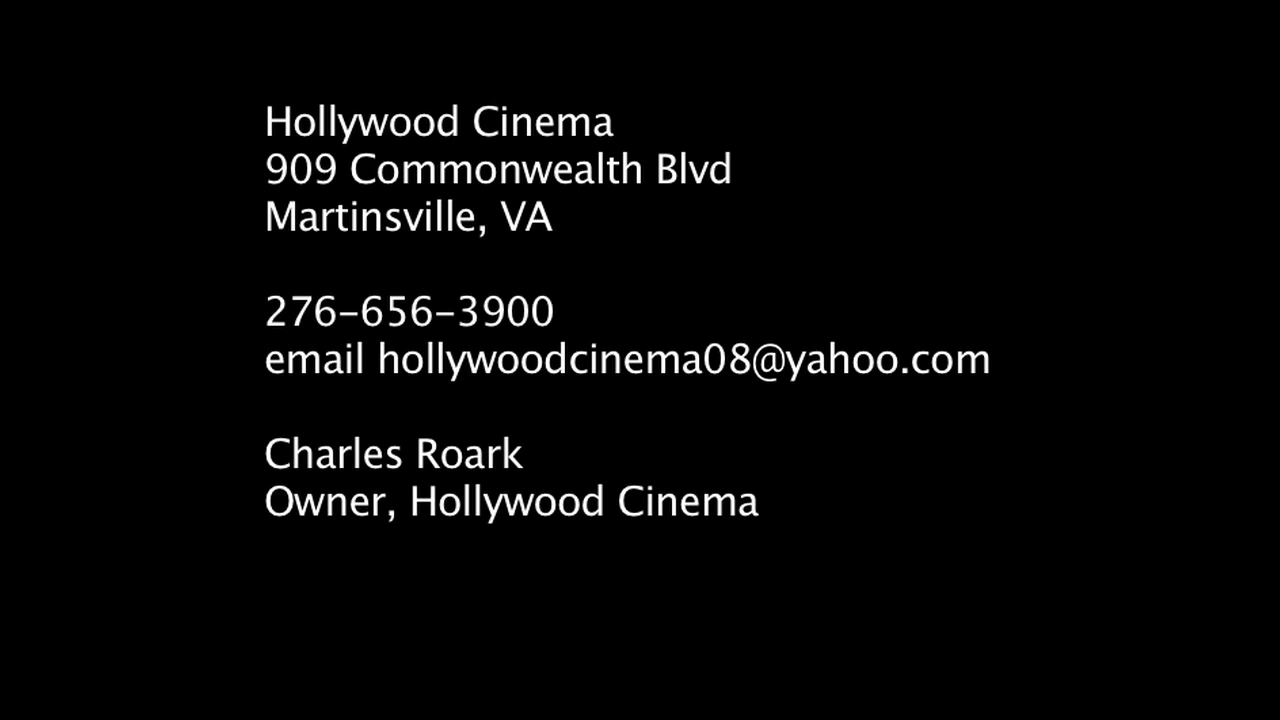 Hollywood Cinema
909 Commonwealth Blvd
Martinsville, VA
276-656-3900
email hollywoodcinema08@yahoo.com
Charles Roark
Owner, Hollywood Cinema